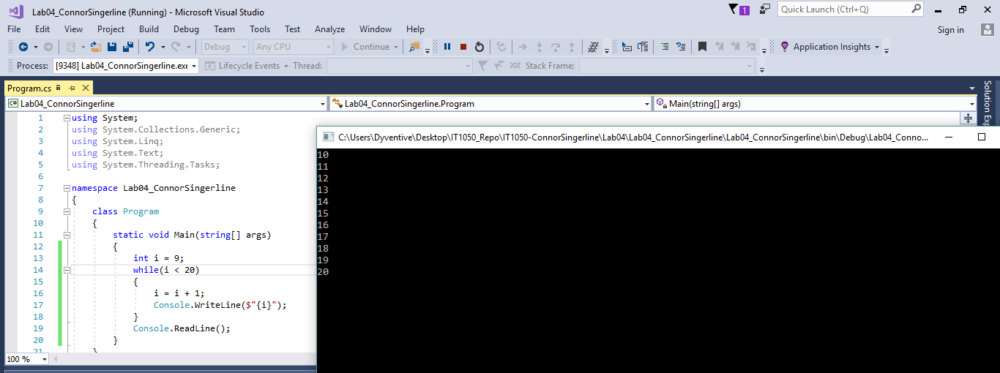 Lab04_ConnorSingerline (Running) - Microsoft Visual Studio
1
Quick Launch (Ctrl+Q)
File Edit View Project Build Debug Team Tools Test Analyze Window Help
Sign in
Debug Any CPU Continue Application Insights
Process: [9348] Lab04_ConnorSingerline.exe Lifecycle Events Thread: Stack Frame:
Program.cs
C# Lab04_ConnorSingerline Lab04_ConnorSingerline.Program Main(string[] args)
1 using System;
2 using System.Collections.Generic;
3 using System.Linq;
4 using System.Text;
5 using System.Threading.Tasks;
6
7 namespace Lab04_ConnorSingerline
8 {
9 class Program
10 {
11 static void Main(string[] args)
12 {
13 int i = 9;
14 while(i < 20)
15 {
16 i = i + 1;
17 Console.WriteLine($"{i}");
18 }
19 Console.ReadLine();
20 }
21 }
100 %
C:\Users\Dyventive\Desktop\IT1050_Repo\IT1050-ConnorSingerline\Lab04\Lab04_ConnorSingerline\Lab04_ConnorSingerline\bin\Debug\Lab04_Conno...
10
11
12
13
14
15
16
17
18
19
20
Solution Exp